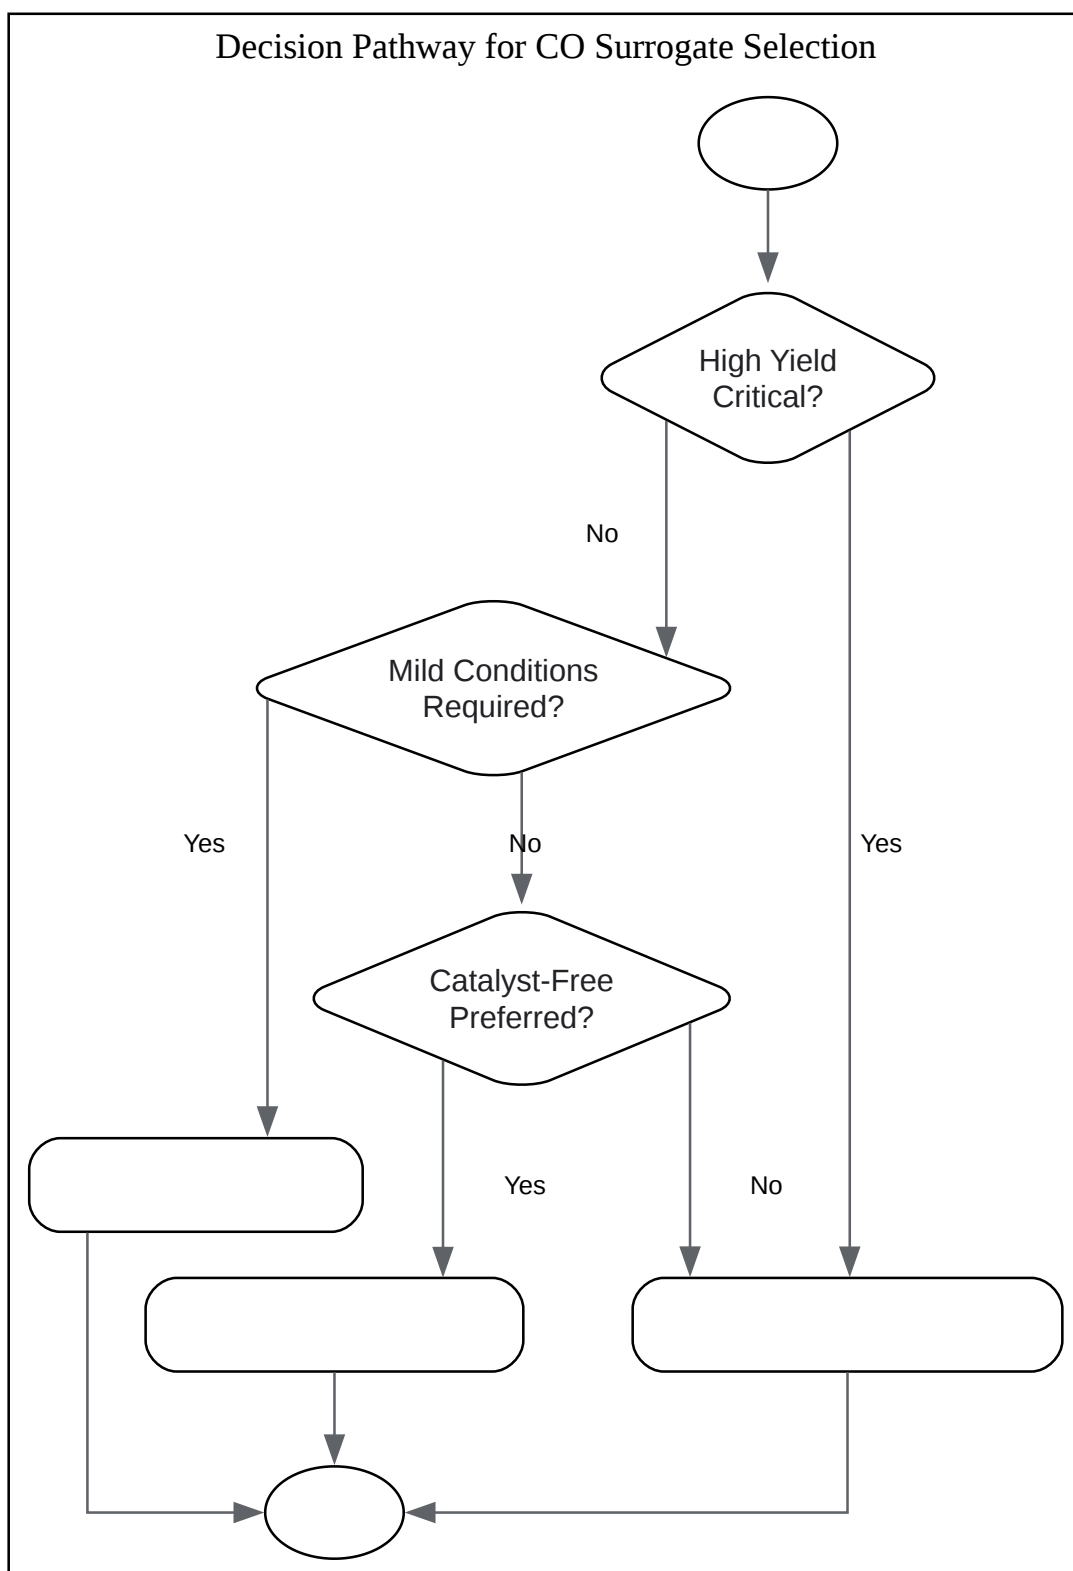 Decision Pathway for CO Surrogate Selection
High Yield
Critical?
No
Mild Conditions
Required?
Yes
No
Yes
Catalyst-Free
Preferred?
Yes
No